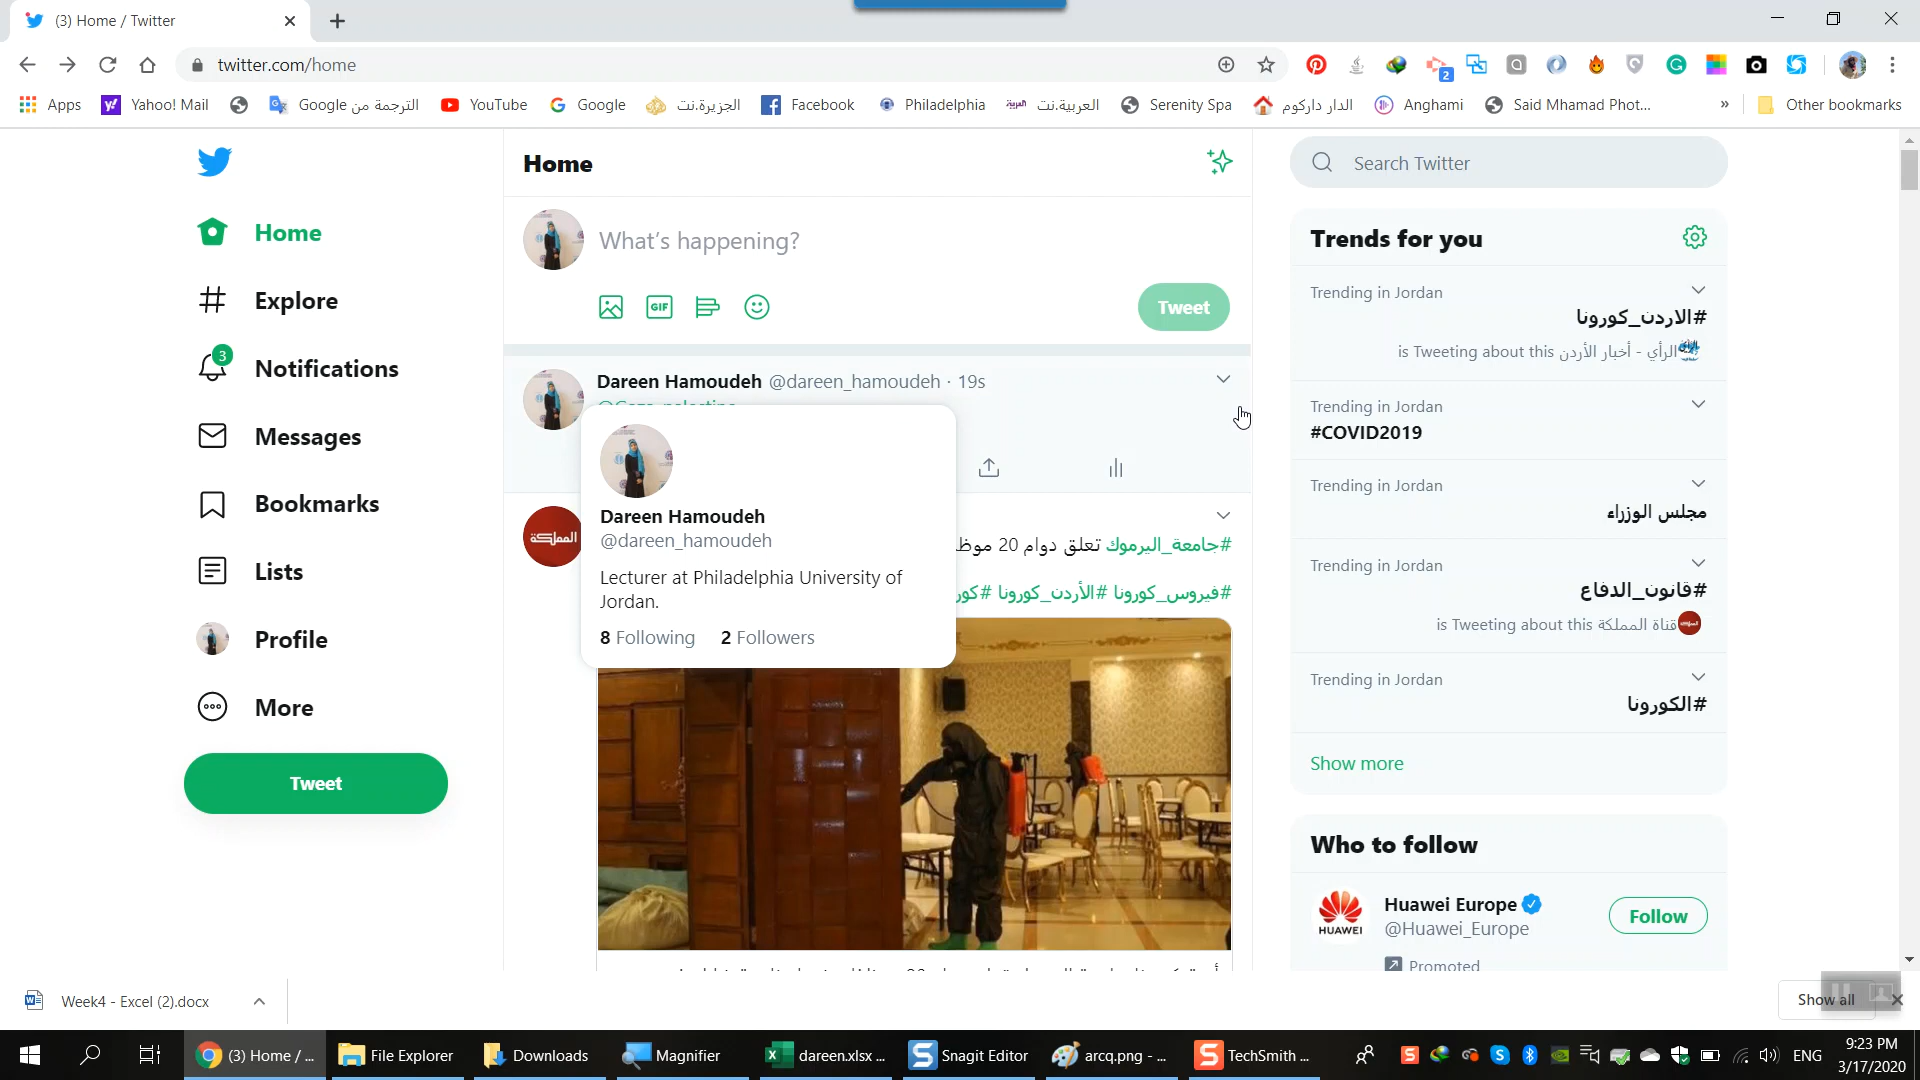 (3) Home / Twitter
twitter.com/home
2
Apps
Yahoo! Mail
Google الترجمة من
YouTube
Google
الجزيرة.نت
Facebook
Philadelphia
العربية.نت
Serenity Spa
الدار داركوم
Anghami
Said Mhamad Phot...
»
Other bookmarks
Home
Explore
3
Notifications
Messages
Bookmarks
Lists
Profile
More
Tweet
Home
What's happening?
GIF
Tweet
Dareen Hamoudeh @dareen_hamoudeh · 19s
Dareen Hamoudeh
@dareen_hamoudeh
Lecturer at Philadelphia University of
Jordan.
8 Following 2 Followers
المملكة
#جامعة_اليرموك تعلق دوام 20 موظ
#فيروس_كورونا #الأردن_كورونا #كور
Search Twitter
Trends for you
Trending in Jordan
#الاردن_كورونا
الرأي - أخبار الأردن is Tweeting about this
Trending in Jordan
#COVID2019
Trending in Jordan
مجلس الوزراء
Trending in Jordan
#قانون_الدفاع
قناة المملكة is Tweeting about this
Trending in Jordan
#الكورونا
Show more
Who to follow
HUAWEI
Huawei Europe
@Huawei_Europe
Follow
Promoted
Week4 - Excel (2).docx
Show all
(3) Home / ...
File Explorer
Downloads
Magnifier
dareen.xlsx ...
Snagit Editor
arcq.png - ...
TechSmith ...
ENG
9:23 PM
3/17/2020